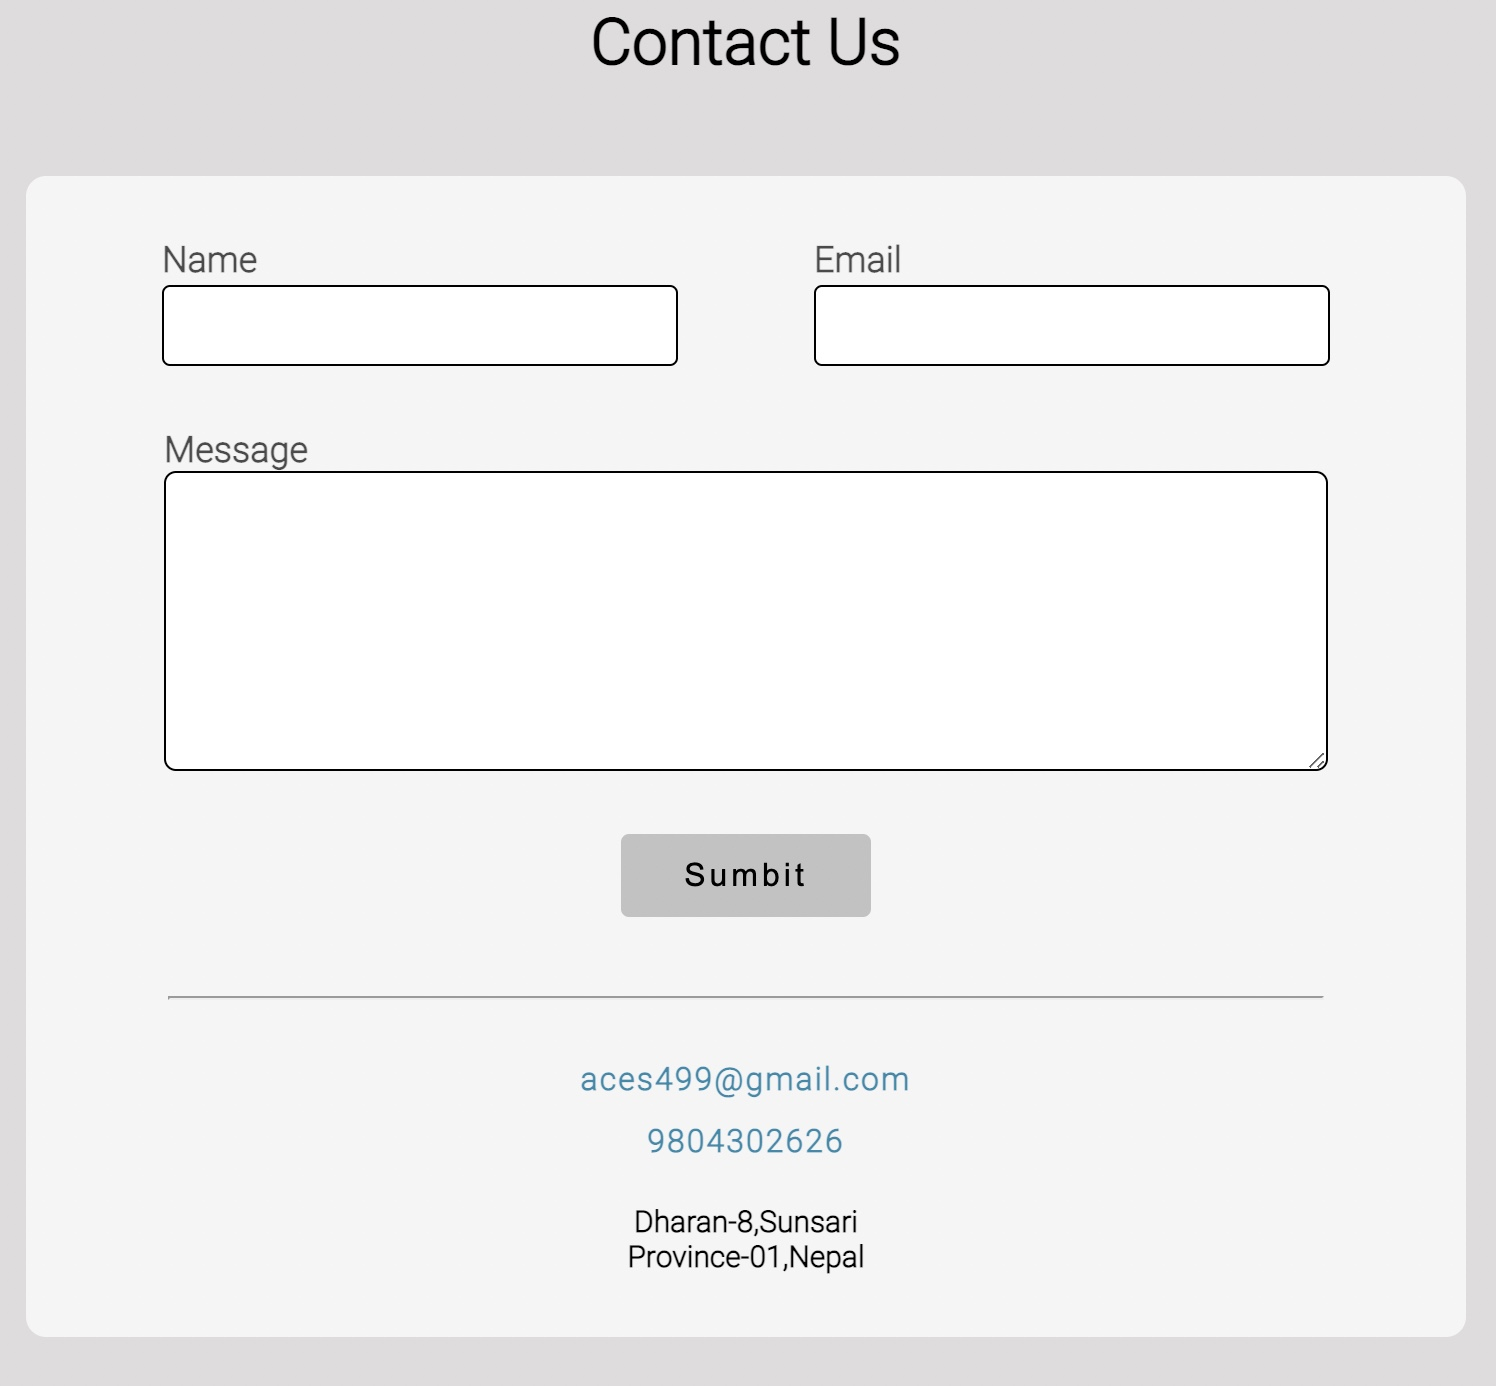 Contact Us
Name
Email
Message
Sumbit
aces499@gmail.com
9804302626
Dharan-8,Sunsari
Province-01,Nepal